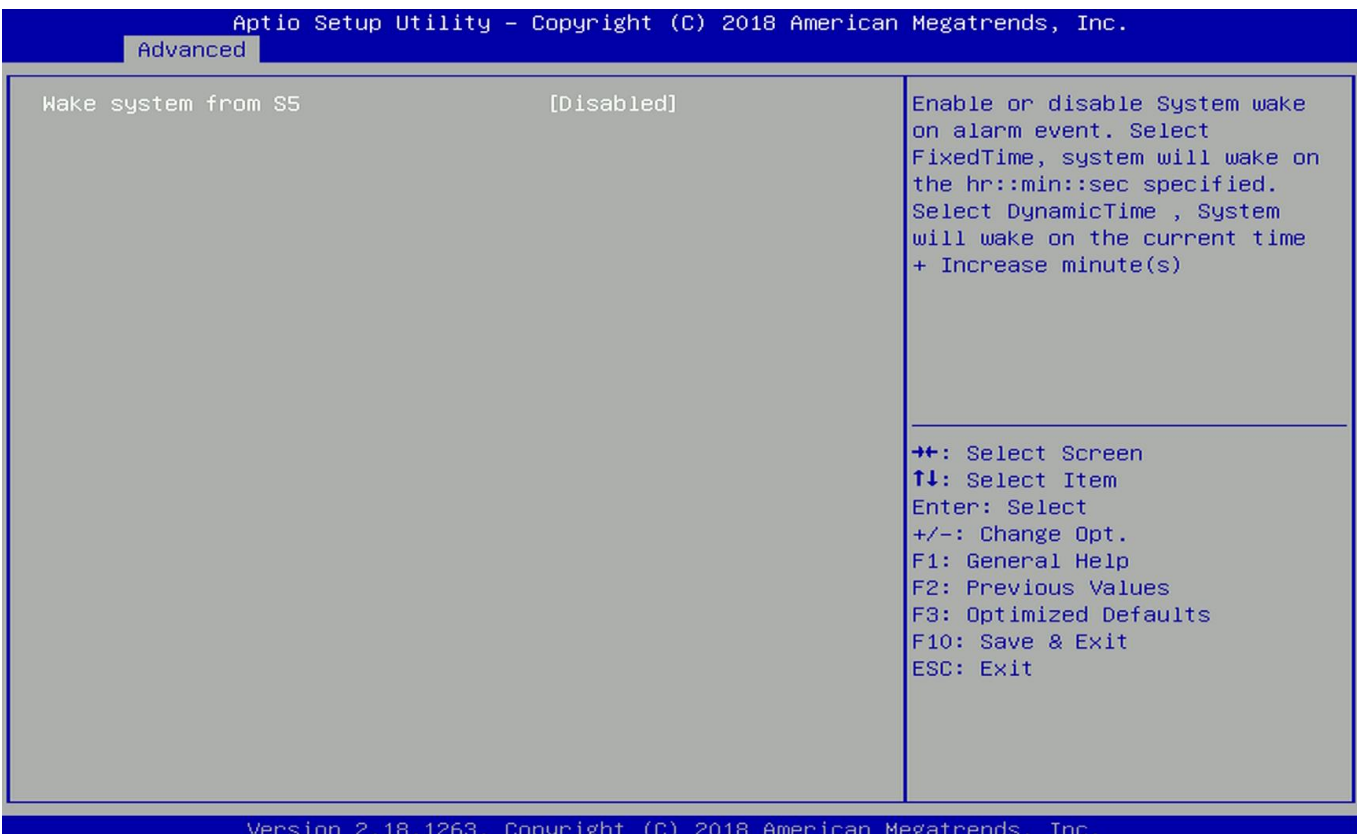 Aptio Setup Utility – Copyright (C) 2018 American Megatrends, Inc.
Advanced
Wake system from S5 [Disabled]
Enable or disable System wake
on alarm event. Select
FixedTime, system will wake on
the hr::min::sec specified.
Select DynamicTime , System
will wake on the current time
+ Increase minute(s)
→←: Select Screen
↑↓: Select Item
Enter: Select
+/-: Change Opt.
F1: General Help
F2: Previous Values
F3: Optimized Defaults
F10: Save & Exit
ESC: Exit
Version 2.18.1263. Copyright (C) 2018 American Megatrends, Inc.